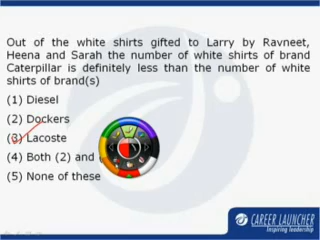 Out of the white shirts gifted to Larry by Ravneet,
Heena and Sarah the number of white shirts of brand
Caterpillar is definitely less than the number of white
shirts of brand(s)
(1) Diesel
(2) Dockers
(3) Lacoste
(4) Both (2) and
(5) None of these
CAREER LAUNCHER
Inspiring leadership